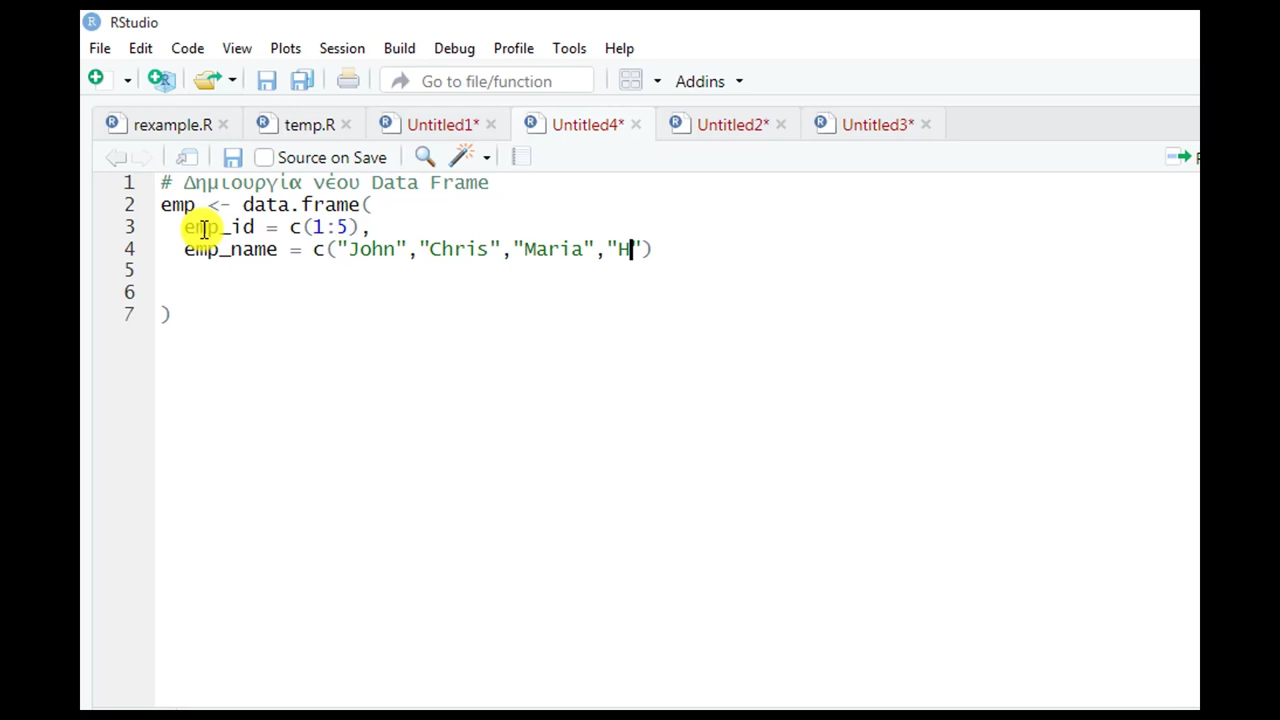 RStudio
File Edit Code View Plots Session Build Debug Profile Tools Help
Go to file/function Addins
rexample.R temp.R Untitled1* Untitled4* Untitled2* Untitled3*
Source on Save
1 # Δημιουργία νέου Data Frame
2 emp <- data.frame(
3 emp_id = c(1:5),
4 emp_name = c("John","Chris","Maria","H")
5
6
7 )